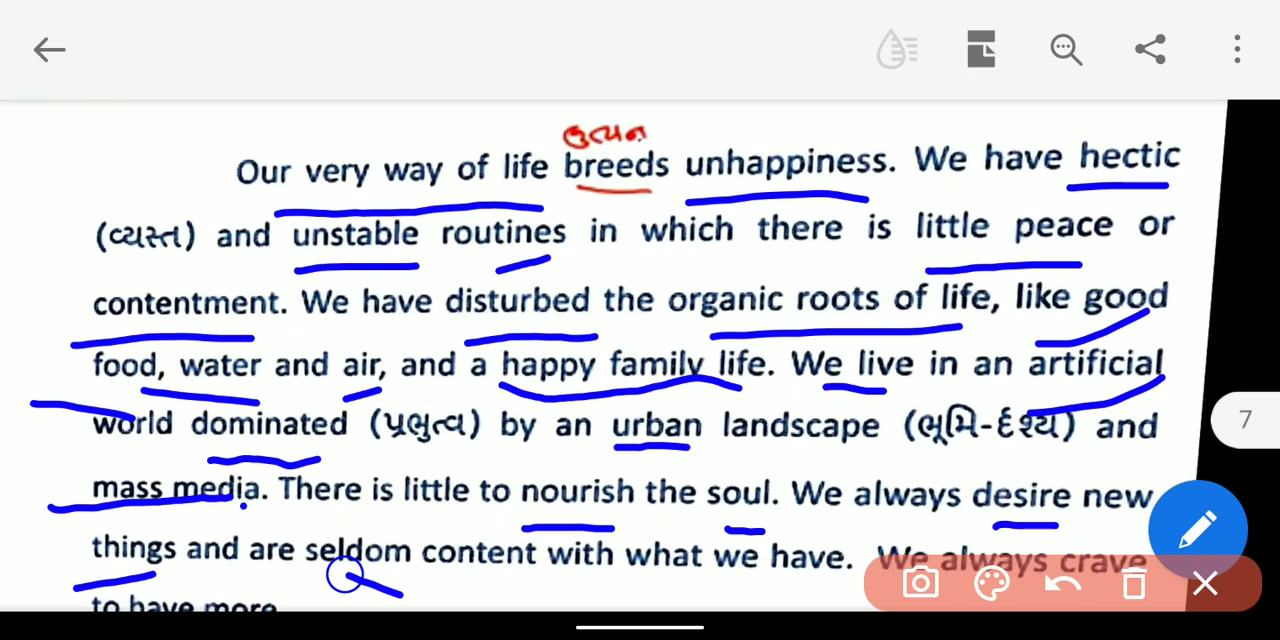 ઉત્પન્ન
Our very way of life breeds unhappiness. We have hectic
(વ્યસ્ત) and unstable routines in which there is little peace or
contentment. We have disturbed the organic roots of life, like good
food, water and air, and a happy family life. We live in an artificial
world dominated (પ્રભુત્વ) by an urban landscape (ભૂમિ-દૃશ્ય) and
mass media. There is little to nourish the soul. We always desire new
things and are seldom content with what we have. We always crave
to have more
7